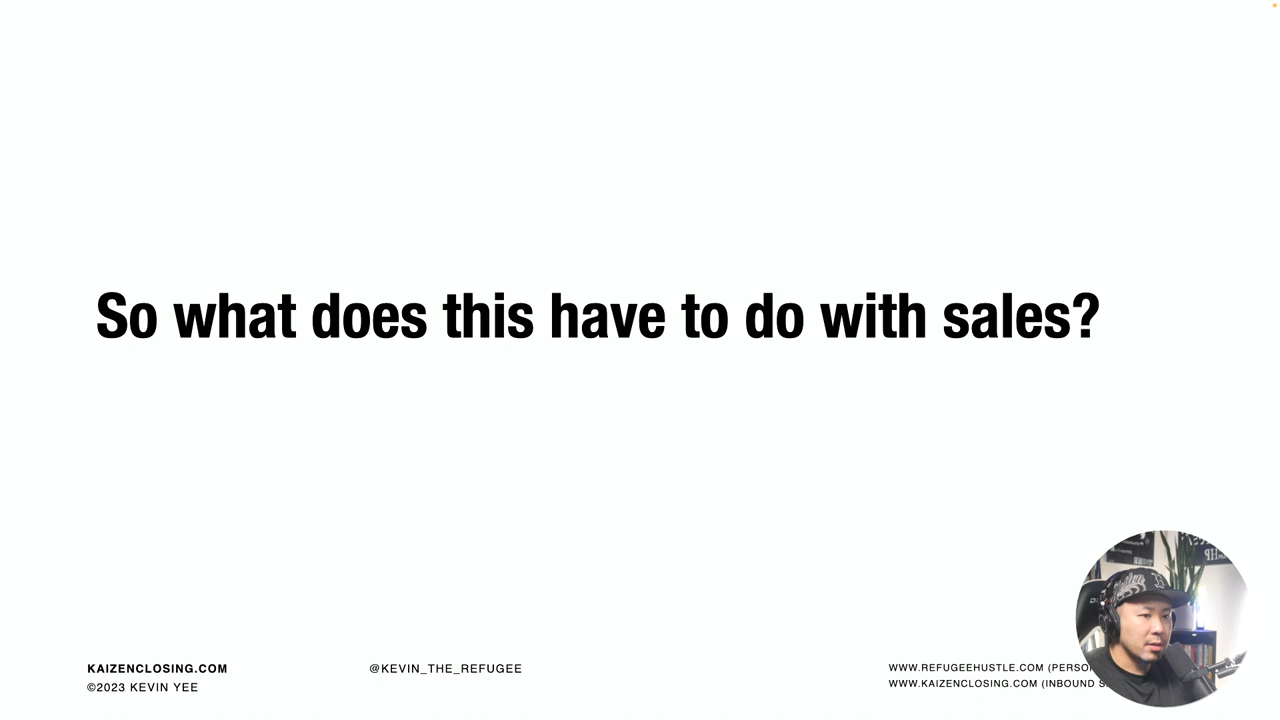 So what does this have to do with sales?
KAIZENCLOSING.COM
©2023 KEVIN YEE
@KEVIN_THE_REFUGEE
WWW.REFUGEEHUSTLE.COM
WWW.KAIZENCLOSING.COM (INBOUND